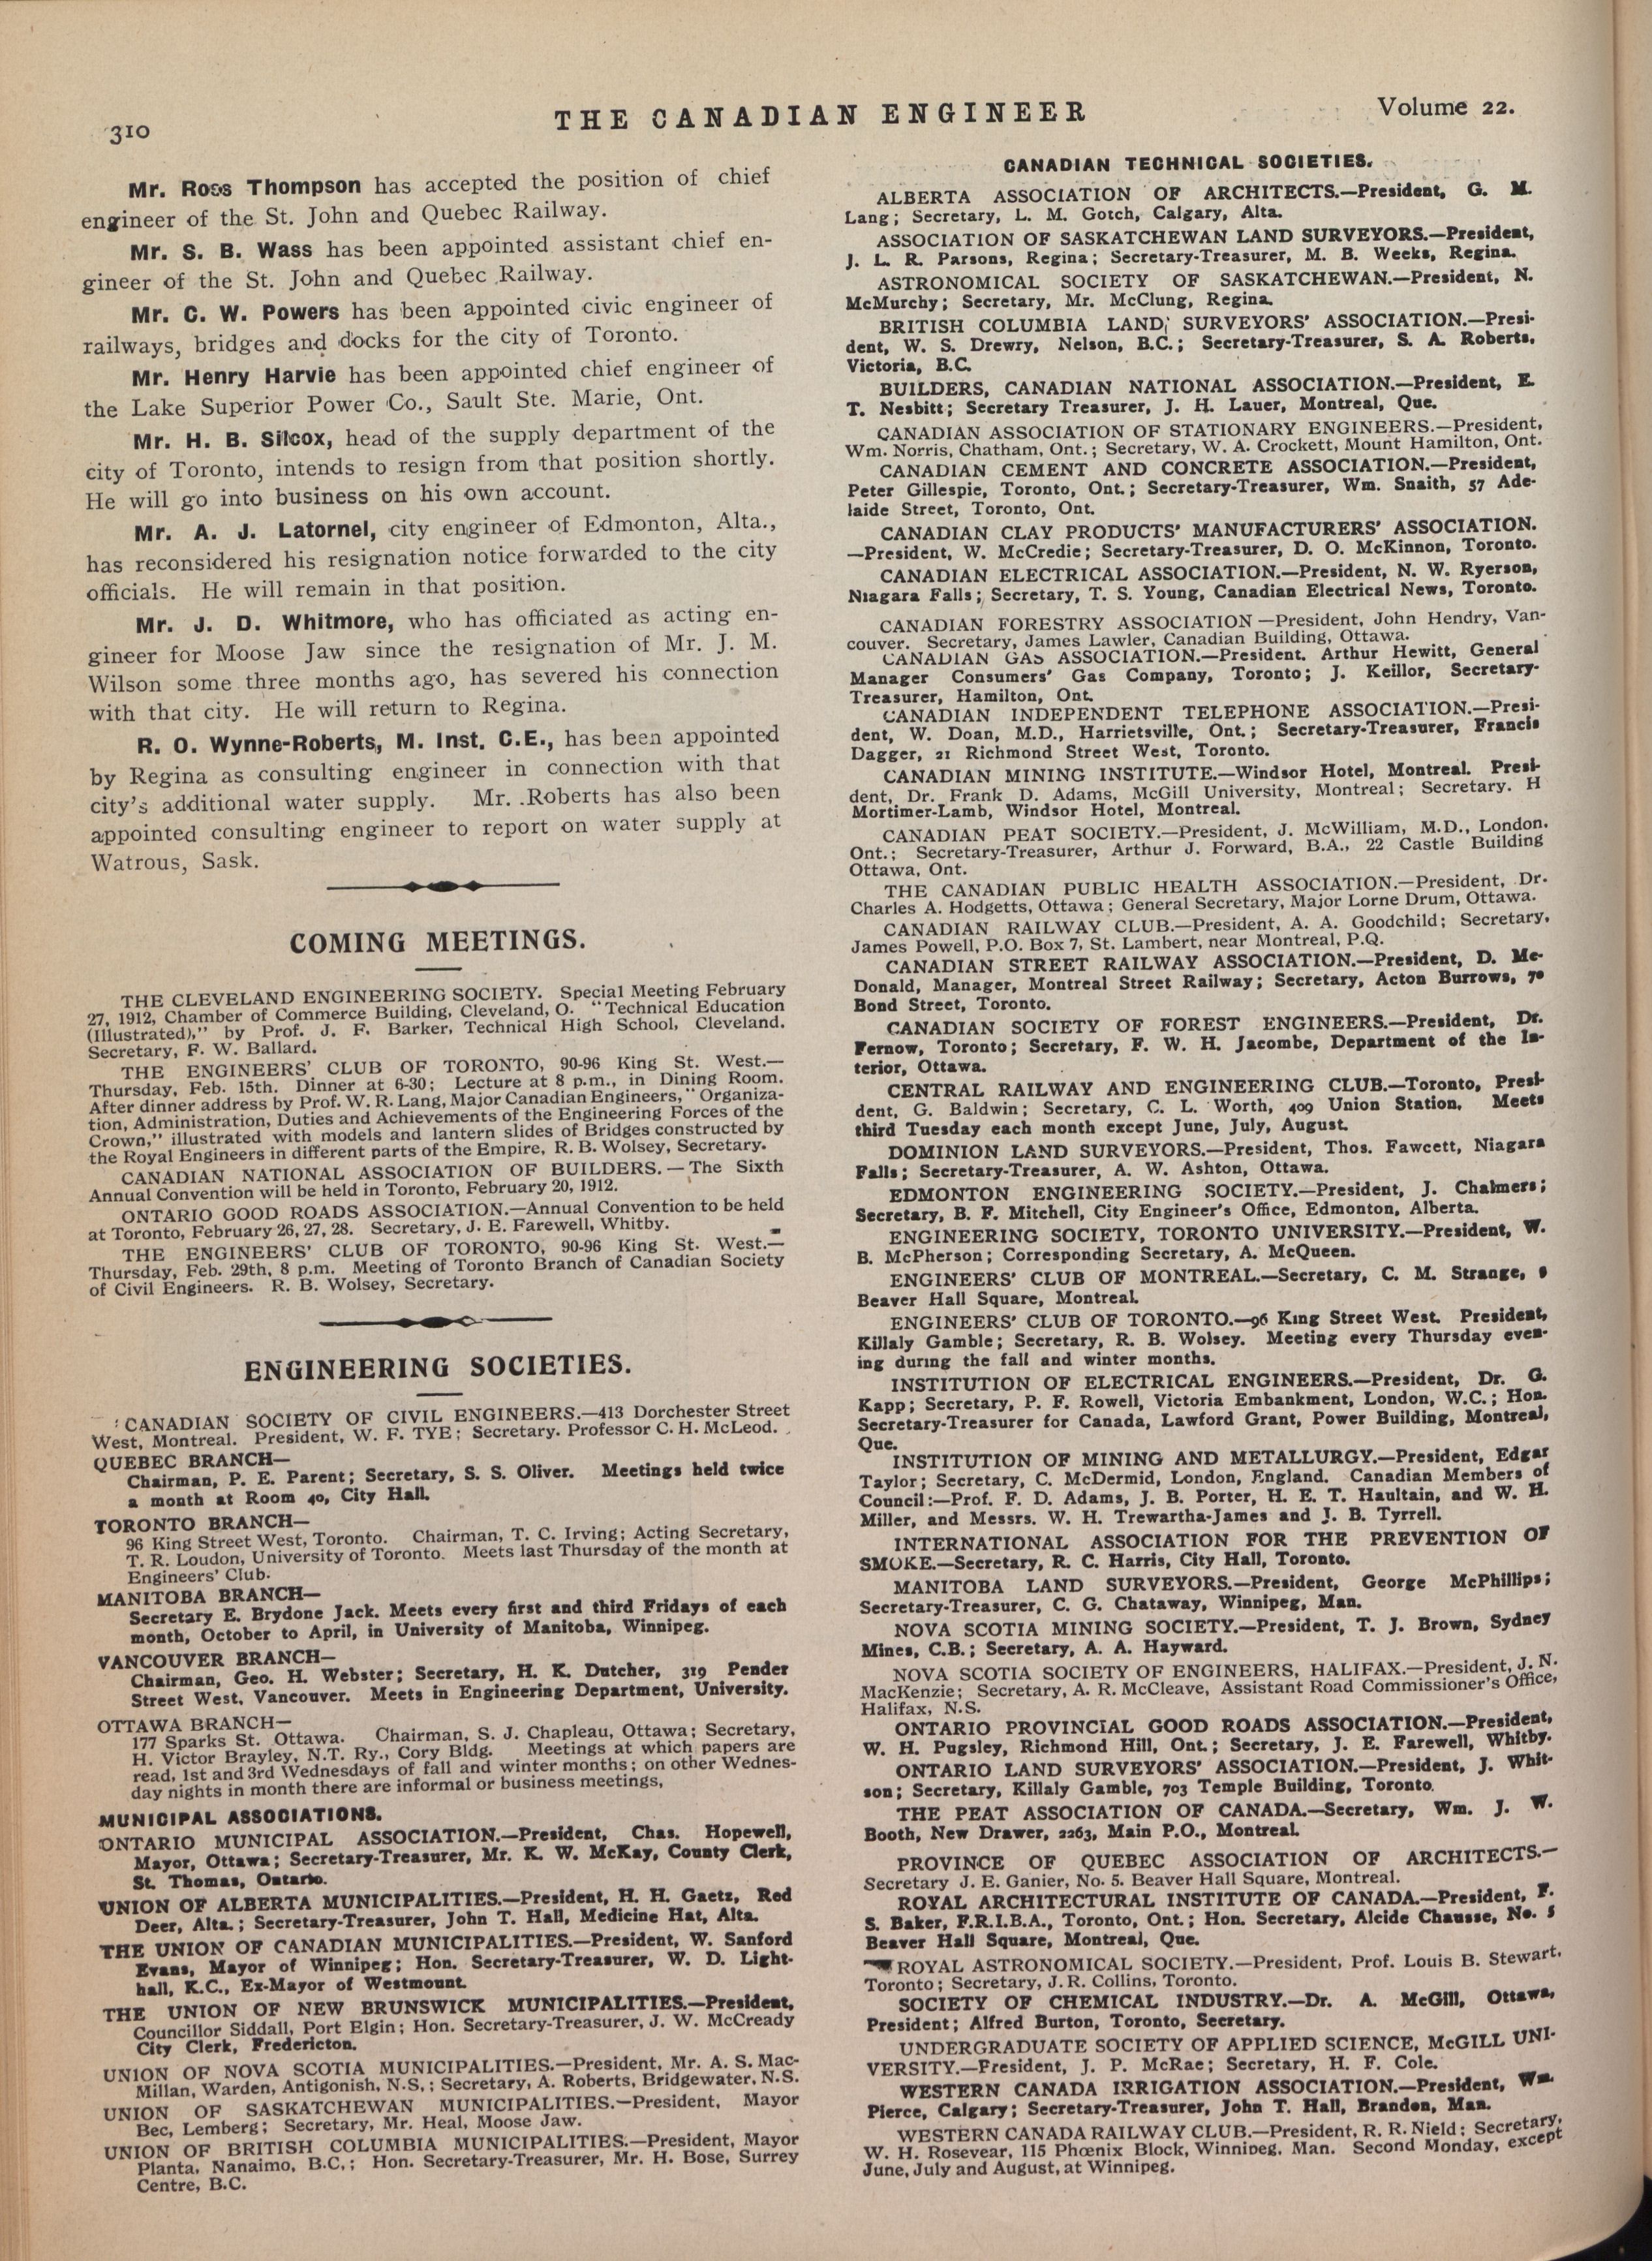 310
THE CANADIAN ENGINEER
Volume 22.
Mr. Ross Thompson has accepted the position of chief
engineer of the St. John and Quebec Railway.
Mr. S. B. Wass has been appointed assistant chief en-
gineer of the St. John and Quebec Railway.
Mr. C. W. Powers has been appointed civic engineer of
railways, bridges and docks for the city of Toronto.
Mr. Henry Harvie has been appointed chief engineer of
the Lake Superior Power Co., Sault Ste. Marie, Ont.
Mr. H. B. Silcox, head of the supply department of the
city of Toronto, intends to resign from that position shortly.
He will go into business on his own account.
Mr. A. J. Latornel, city engineer of Edmonton, Alta.,
has reconsidered his resignation notice forwarded to the city
officials. He will remain in that position.
Mr. J. D. Whitmore, who has officiated as acting en-
gineer for Moose Jaw since the resignation of Mr. J. M.
Wilson some three months ago, has severed his connection
with that city. He will return to Regina.
R. O. Wynne-Roberts, M. Inst. C.E., has been appointed
by Regina as consulting engineer in connection with that
city's additional water supply. Mr. Roberts has also been
appointed consulting engineer to report on water supply at
Watrous, Sask.
COMING MEETINGS.
THE CLEVELAND ENGINEERING SOCIETY. Special Meeting February
27, 1912, Chamber of Commerce Building, Cleveland, O. "Technical Education
(Illustrated)," by Prof. J. F. Barker, Technical High School, Cleveland.
Secretary, F. W. Ballard.
THE ENGINEERS' CLUB OF TORONTO, 90-96 King St. West.—
Thursday, Feb. 15th. Dinner at 6-30; Lecture at 8 p.m., in Dining Room.
After dinner address by Prof. W. R. Lang, Major Canadian Engineers, "Organiza-
tion, Administration, Duties and Achievements of the Engineering Forces of the
Crown," illustrated with models and lantern slides of Bridges constructed by
the Royal Engineers in different parts of the Empire, R. B. Wolsey, Secretary.
CANADIAN NATIONAL ASSOCIATION OF BUILDERS.—The Sixth
Annual Convention will be held in Toronto, February 20, 1912.
ONTARIO GOOD ROADS ASSOCIATION.—Annual Convention to be held
at Toronto, February 26, 27, 28. Secretary, J. E. Farewell, Whitby.
THE ENGINEERS' CLUB OF TORONTO, 90-96 King St. West.—
Thursday, Feb. 29th, 8 p.m. Meeting of Toronto Branch of Canadian Society
of Civil Engineers. R. B. Wolsey, Secretary.
ENGINEERING SOCIETIES.
CANADIAN SOCIETY OF CIVIL ENGINEERS.—413 Dorchester Street
West, Montreal. President, W. F. TYE; Secretary. Professor C. H. McLeod.
QUEBEC BRANCH—
Chairman, P. E. Parent; Secretary, S. S. Oliver. Meetings held twice
a month at Room 40, City Hall.
TORONTO BRANCH—
96 King Street West, Toronto. Chairman, T. C. Irving; Acting Secretary,
T. R. Loudon, University of Toronto. Meets last Thursday of the month at
Engineers' Club.
MANITOBA BRANCH—
Secretary E. Brydone Jack. Meets every first and third Fridays of each
month, October to April, in University of Manitoba, Winnipeg.
VANCOUVER BRANCH—
Chairman, Geo. H. Webster; Secretary, H. K. Dutcher, 319 Pender
Street West, Vancouver. Meets in Engineering Department, University.
OTTAWA BRANCH—
177 Sparks St. Ottawa. Chairman, S. J. Chapleau, Ottawa; Secretary,
H. Victor Brayley, N.T. Ry., Cory Bldg. Meetings at which papers are
read, 1st and 3rd Wednesdays of fall and winter months; on other Wednes-
day nights in month there are informal or business meetings,
MUNICIPAL ASSOCIATIONS.
ONTARIO MUNICIPAL ASSOCIATION.—President, Chas. Hopewell,
Mayor, Ottawa; Secretary-Treasurer, Mr. K. W. McKay, County Clerk,
St. Thomas, Ontario.
UNION OF ALBERTA MUNICIPALITIES.—President, H. H. Gaetz, Red
Deer, Alta.; Secretary-Treasurer, John T. Hall, Medicine Hat, Alta.
THE UNION OF CANADIAN MUNICIPALITIES.—President, W. Sanford
Evans, Mayor of Winnipeg; Hon. Secretary-Treasurer, W. D. Light-
hall, K.C., Ex-Mayor of Westmount.
THE UNION OF NEW BRUNSWICK MUNICIPALITIES.—President,
Councillor Siddall, Port Elgin; Hon. Secretary-Treasurer, J. W. McCready
City Clerk, Fredericton.
UNION OF NOVA SCOTIA MUNICIPALITIES.—President, Mr. A. S. Mac-
Millan, Warden, Antigonish, N.S.; Secretary, A. Roberts, Bridgewater, N.S.
UNION OF SASKATCHEWAN MUNICIPALITIES.—President, Mayor
Bec, Lemberg; Secretary, Mr. Heal, Moose Jaw.
UNION OF BRITISH COLUMBIA MUNICIPALITIES.—President, Mayor
Planta, Nanaimo, B.C.; Hon. Secretary-Treasurer, Mr. H. Bose, Surrey
Centre, B.C.
CANADIAN TECHNICAL SOCIETIES.
ALBERTA ASSOCIATION OF ARCHITECTS.—President, G. M.
Lang; Secretary, L. M. Gotch, Calgary, Alta.
ASSOCIATION OF SASKATCHEWAN LAND SURVEYORS.—President,
J. L. R. Parsons, Regina; Secretary-Treasurer, M. B. Weeks, Regina.
ASTRONOMICAL SOCIETY OF SASKATCHEWAN.—President, N.
McMurchy; Secretary, Mr. McClung, Regina.
BRITISH COLUMBIA LAND SURVEYORS' ASSOCIATION.—Presi-
dent, W. S. Drewry, Nelson, B.C.; Secretary-Treasurer, S. A. Roberts,
Victoria, B.C.
BUILDERS, CANADIAN NATIONAL ASSOCIATION.—President, E.
T. Nesbitt; Secretary Treasurer, J. H. Lauer, Montreal, Que.
CANADIAN ASSOCIATION OF STATIONARY ENGINEERS.—President,
Wm. Norris, Chatham, Ont.; Secretary, W. A. Crockett, Mount Hamilton, Ont.
CANADIAN CEMENT AND CONCRETE ASSOCIATION.—President,
Peter Gillespie, Toronto, Ont.; Secretary-Treasurer, Wm. Snaith, 57 Ade-
laide Street, Toronto, Ont.
CANADIAN CLAY PRODUCTS' MANUFACTURERS' ASSOCIATION.
—President, W. McCredie; Secretary-Treasurer, D. O. McKinnon, Toronto.
CANADIAN ELECTRICAL ASSOCIATION.—President, N. W. Ryerson,
Niagara Falls; Secretary, T. S. Young, Canadian Electrical News, Toronto.
CANADIAN FORESTRY ASSOCIATION—President, John Hendry, Van-
couver. Secretary, James Lawler, Canadian Building, Ottawa.
CANADIAN GAS ASSOCIATION.—President. Arthur Hewitt, General
Manager Consumers' Gas Company, Toronto; J. Keillor, Secretary-
Treasurer, Hamilton, Ont.
CANADIAN INDEPENDENT TELEPHONE ASSOCIATION.—Presi-
dent, W. Doan, M.D., Harrietsville, Ont.; Secretary-Treasurer, Francis
Dagger, 21 Richmond Street West, Toronto.
CANADIAN MINING INSTITUTE.—Windsor Hotel, Montreal. Presi-
dent, Dr. Frank D. Adams, McGill University, Montreal; Secretary. H
Mortimer-Lamb, Windsor Hotel, Montreal.
CANADIAN PEAT SOCIETY.—President, J. McWilliam, M.D., London,
Ont.; Secretary-Treasurer, Arthur J. Forward, B.A., 22 Castle Building
Ottawa, Ont.
THE CANADIAN PUBLIC HEALTH ASSOCIATION.—President, Dr.
Charles A. Hodgetts, Ottawa; General Secretary, Major Lorne Drum, Ottawa.
CANADIAN RAILWAY CLUB.—President, A. A. Goodchild; Secretary,
James Powell, P.O. Box 7, St. Lambert, near Montreal, P.Q.
CANADIAN STREET RAILWAY ASSOCIATION.—President, D. Mc-
Donald, Manager, Montreal Street Railway; Secretary, Acton Burrows, 70
Bond Street, Toronto.
CANADIAN SOCIETY OF FOREST ENGINEERS.—President, Dr.
Fernow, Toronto; Secretary, F. W. H. Jacombe, Department of the In-
terior, Ottawa.
CENTRAL RAILWAY AND ENGINEERING CLUB.—Toronto, Presi-
dent, G. Baldwin; Secretary, C. L. Worth, 409 Union Station. Meets
third Tuesday each month except June, July, August.
DOMINION LAND SURVEYORS.—President, Thos. Fawcett, Niagara
Falls; Secretary-Treasurer, A. W. Ashton, Ottawa.
EDMONTON ENGINEERING SOCIETY.—President, J. Chalmers;
Secretary, B. F. Mitchell, City Engineer's Office, Edmonton, Alberta.
ENGINEERING SOCIETY, TORONTO UNIVERSITY.—President, W.
B. McPherson; Corresponding Secretary, A. McQueen.
ENGINEERS' CLUB OF MONTREAL.—Secretary, C. M. Strange, 9
Beaver Hall Square, Montreal.
ENGINEERS' CLUB OF TORONTO.—96 King Street West. President,
Killaly Gamble; Secretary, R. B. Wolsey. Meeting every Thursday even-
ing during the fall and winter months.
INSTITUTION OF ELECTRICAL ENGINEERS.—President, Dr. G.
Kapp; Secretary, P. F. Rowell, Victoria Embankment, London, W.C.; Hon.
Secretary-Treasurer for Canada, Lawford Grant, Power Building, Montreal,
Que.
INSTITUTION OF MINING AND METALLURGY.—President, Edgar
Taylor; Secretary, C. McDermid, London, England. Canadian Members of
Council:—Prof. F. D. Adams, J. B. Porter, H. E. T. Haultain, and W. H.
Miller, and Messrs. W. H. Trewartha-James and J. B. Tyrrell.
INTERNATIONAL ASSOCIATION FOR THE PREVENTION OF
SMOKE.—Secretary, R. C. Harris, City Hall, Toronto.
MANITOBA LAND SURVEYORS.—President, George McPhillips;
Secretary-Treasurer, C. G. Chataway, Winnipeg, Man.
NOVA SCOTIA MINING SOCIETY.—President, T. J. Brown, Sydney
Mines, C.B.; Secretary, A. A. Hayward.
NOVA SCOTIA SOCIETY OF ENGINEERS, HALIFAX.—President, J. N.
MacKenzie; Secretary, A. R. McCleave, Assistant Road Commissioner's Office,
Halifax, N.S.
ONTARIO PROVINCIAL GOOD ROADS ASSOCIATION.—President,
W. H. Pugsley, Richmond Hill, Ont.; Secretary, J. E. Farewell, Whitby.
ONTARIO LAND SURVEYORS' ASSOCIATION.—President, J. Whit-
son; Secretary, Killaly Gamble, 703 Temple Building, Toronto.
THE PEAT ASSOCIATION OF CANADA.—Secretary, Wm. J. W.
Booth, New Drawer, 2263, Main P.O., Montreal.
PROVINCE OF QUEBEC ASSOCIATION OF ARCHITECTS.—
Secretary J. E. Ganier, No. 5. Beaver Hall Square, Montreal.
ROYAL ARCHITECTURAL INSTITUTE OF CANADA.—President, F.
S. Baker, F.R.I.B.A., Toronto, Ont.; Hon. Secretary, Alcide Chausse, No. 5
Beaver Hall Square, Montreal, Que.
ROYAL ASTRONOMICAL SOCIETY.—President, Prof. Louis B. Stewart,
Toronto; Secretary, J. R. Collins, Toronto.
SOCIETY OF CHEMICAL INDUSTRY.—Dr. A. McGill, Ottawa,
President; Alfred Burton, Toronto, Secretary.
UNDERGRADUATE SOCIETY OF APPLIED SCIENCE, McGILL UNI-
VERSITY.—President, J. P. McRae; Secretary, H. F. Cole.
WESTERN CANADA IRRIGATION ASSOCIATION.—President, Wm.
Pierce, Calgary; Secretary-Treasurer, John T. Hall, Brandon, Man.
WESTERN CANADA RAILWAY CLUB.—President, R. R. Nield; Secretary,
W. H. Rosevear, 115 Phœnix Block, Winnipeg, Man. Second Monday, except
June, July and August, at Winnipeg.